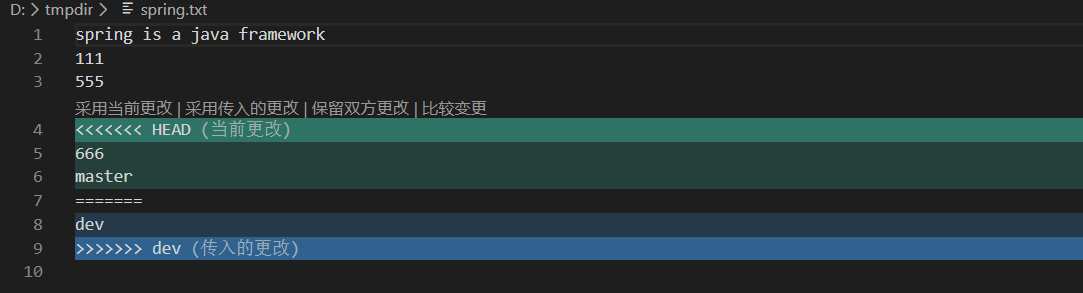 D: > tmpdir > spring.txt
1 spring is a java framework
2 111
3 555
采用当前更改 | 采用传入的更改 | 保留双方更改 | 比较变更
4 <<<<<<< HEAD (当前更改)
5 666
6 master
7 =======
8 dev
9 >>>>>>> dev (传入的更改)
10